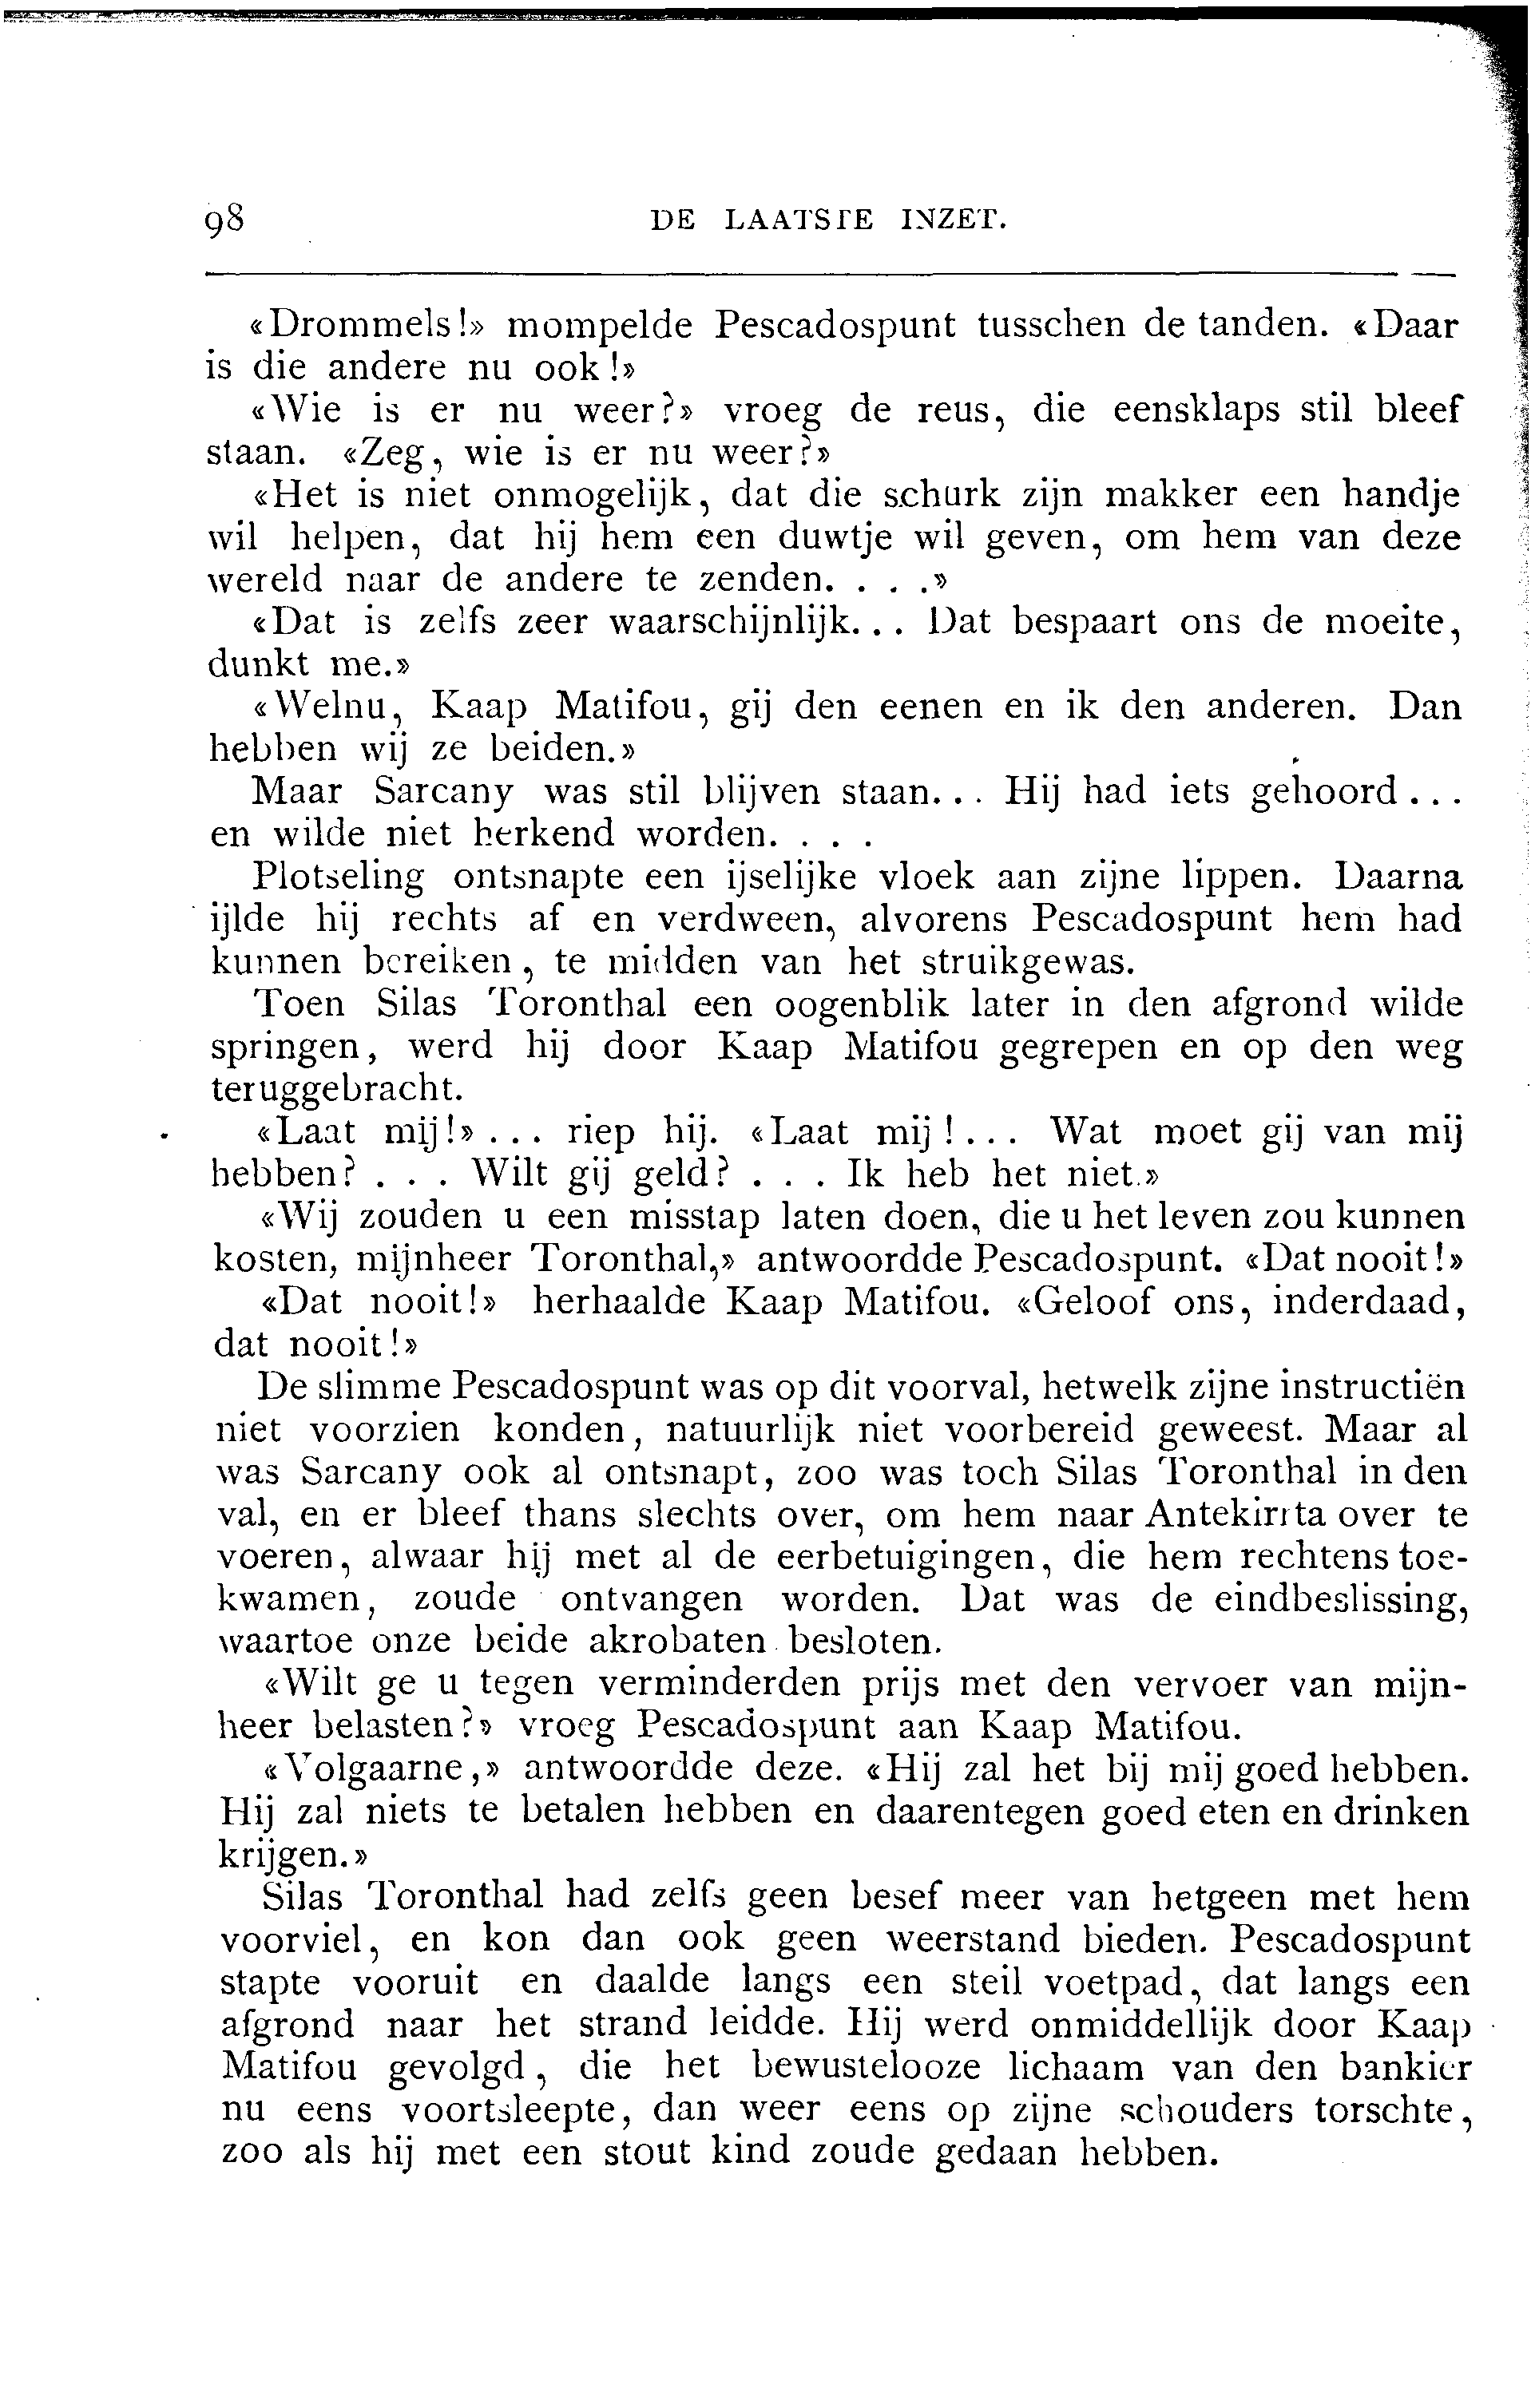 98 DE LAATSTE INZET.
«Drommels!» mompelde Pescadospunt tusschen de tanden. «Daar
is die andere nu ook!»
«Wie is er nu weer?» vroeg de reus, die eensklaps stil bleef
staan. «Zeg, wie is er nu weer?»
«Het is niet onmogelijk, dat die schurk zijn makker een handje
wil helpen, dat hij hem een duwtje wil geven, om hem van deze
wereld naar de andere te zenden. . . .»
«Dat is zelfs zeer waarschijnlijk... Dat bespaart ons de moeite,
dunkt me.»
«Welnu, Kaap Matifou, gij den eenen en ik den anderen. Dan
hebben wij ze beiden.»
Maar Sarcany was stil blijven staan... Hij had iets gehoord...
en wilde niet herkend worden. . . .
Plotseling ontsnapte een ijselijke vloek aan zijne lippen. Daarna
ijlde hij rechts af en verdween, alvorens Pescadospunt hem had
kunnen bereiken, te midden van het struikgewas.
Toen Silas Toronthal een oogenblik later in den afgrond wilde
springen, werd hij door Kaap Matifou gegrepen en op den weg
teruggebracht.
«Laat mij!»... riep hij. «Laat mij!... Wat moet gij van mij
hebben? . . . Wilt gij geld? . . . Ik heb het niet.»
«Wij zouden u een misstap laten doen, die u het leven zou kunnen
kosten, mijnheer Toronthal,» antwoordde Pescadospunt. «Dat nooit!»
«Dat nooit!» herhaalde Kaap Matifou. «Geloof ons, inderdaad,
dat nooit!»
De slimme Pescadospunt was op dit voorval, hetwelk zijne instructiën
niet voorzien konden, natuurlijk niet voorbereid geweest. Maar al
was Sarcany ook al ontsnapt, zoo was toch Silas Toronthal in den
val, en er bleef thans slechts over, om hem naar Antekirrta over te
voeren, alwaar hij met al de eerbetuigingen, die hem rechtens toe-
kwamen, zoude ontvangen worden. Dat was de eindbeslissing,
waartoe onze beide akrobaten besloten.
«Wilt ge u tegen verminderden prijs met den vervoer van mijn-
heer belasten?» vroeg Pescadospunt aan Kaap Matifou.
«Volgaarne,» antwoordde deze. «Hij zal het bij mij goed hebben.
Hij zal niets te betalen hebben en daarentegen goed eten en drinken
krijgen.»
Silas Toronthal had zelfs geen besef meer van hetgeen met hem
voorviel, en kon dan ook geen weerstand bieden. Pescadospunt
stapte vooruit en daalde langs een steil voetpad, dat langs een
afgrond naar het strand leidde. Hij werd onmiddellijk door Kaap
Matifou gevolgd, die het bewustelooze lichaam van den bankier
nu eens voortsleepte, dan weer eens op zijne schouders torschte,
zoo als hij met een stout kind zoude gedaan hebben.